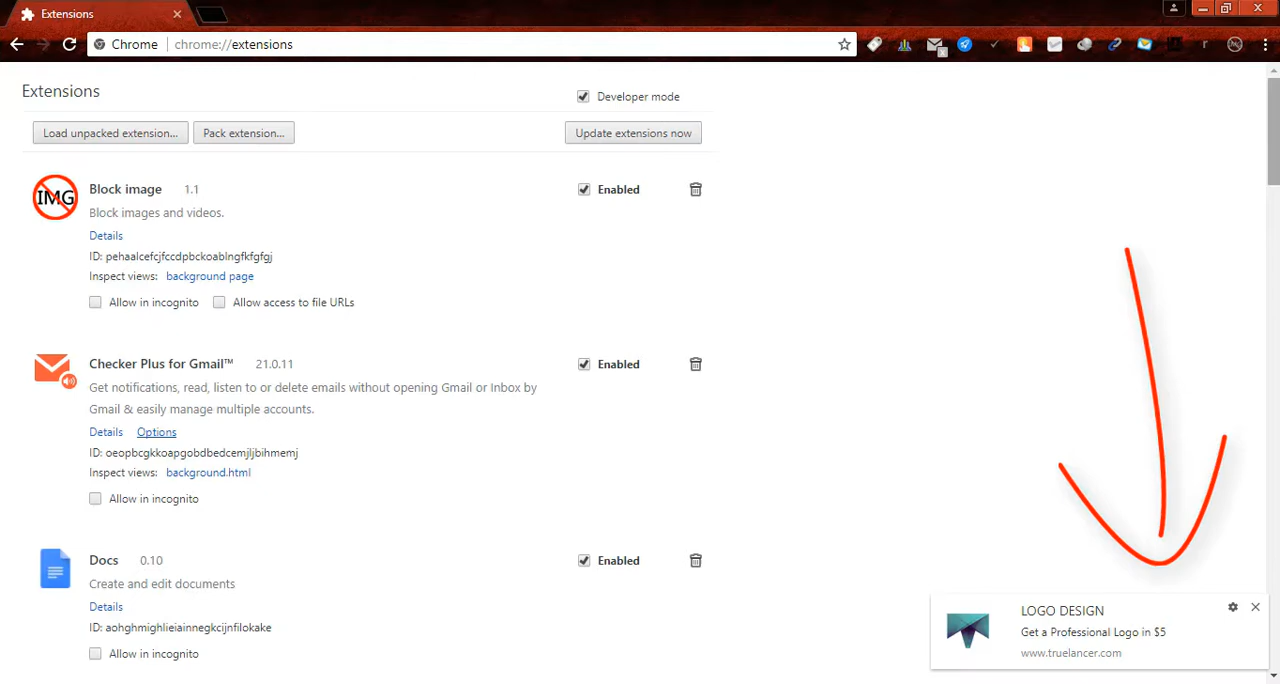 Extensions
Chrome chrome://extensions
Extensions
Developer mode
Load unpacked extension... Pack extension... Update extensions now
IMG
Block image 1.1 Enabled
Block images and videos.
Details
ID: pehaalcefcjfccdpbckoablngfkfgfgj
Inspect views: background page
Allow in incognito Allow access to file URLs
Checker Plus for Gmail™ 21.0.11 Enabled
Get notifications, read, listen to or delete emails without opening Gmail or Inbox by
Gmail & easily manage multiple accounts.
Details Options
ID: oeopbcgkkoapgobdbedcemjljbihmemj
Inspect views: background.html
Allow in incognito
Docs 0.10 Enabled
Create and edit documents
Details
ID: aohghmighlieiainnegkcijnfilokake
Allow in incognito
LOGO DESIGN
Get a Professional Logo in $5
www.truelancer.com